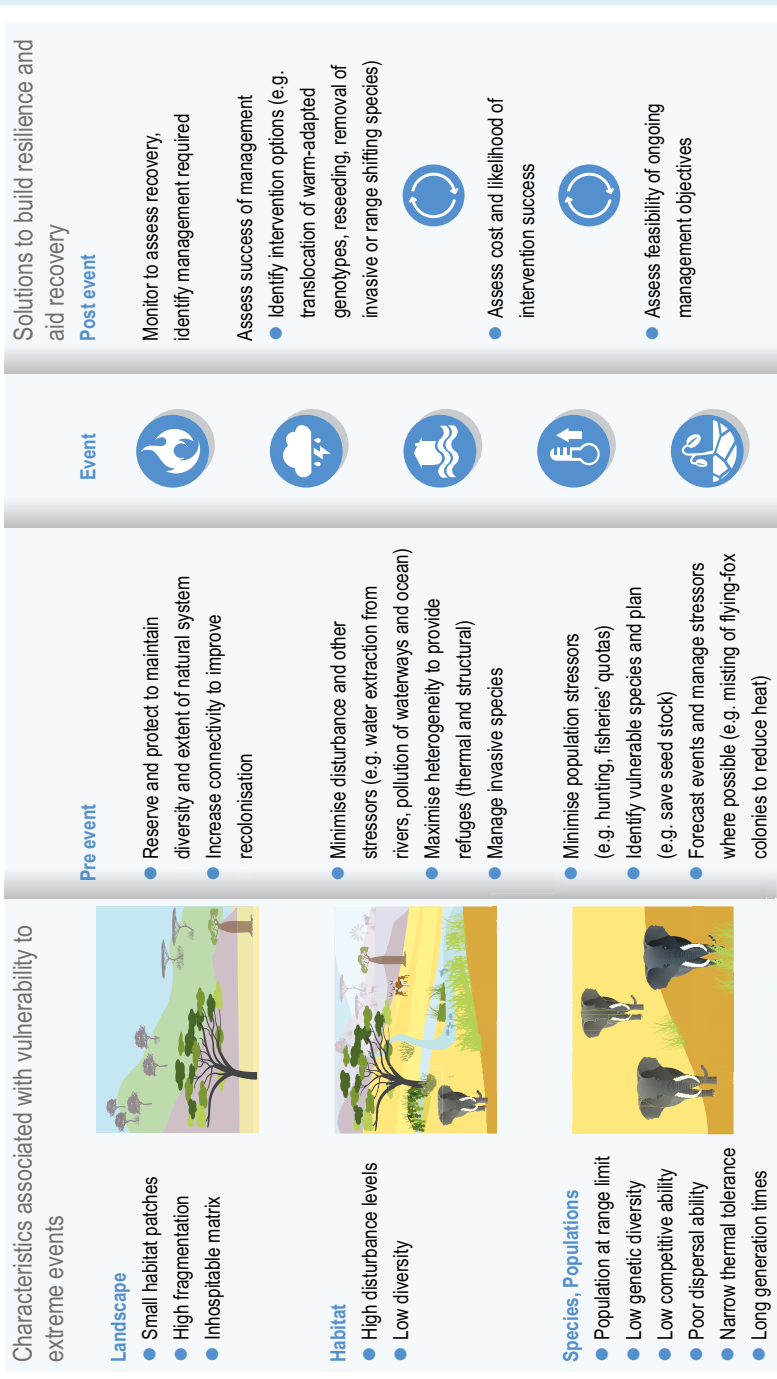 Characteristics associated with vulnerability to
extreme events
Landscape
Small habitat patches
High fragmentation
Inhospitable matrix
Habitat
High disturbance levels
Low diversity
Species, Populations
Population at range limit
Low genetic diversity
Low competitive ability
Poor dispersal ability
Narrow thermal tolerance
Long generation times
Pre event
Reserve and protect to maintain
diversity and extent of natural system
Increase connectivity to improve
recolonisation
Minimise disturbance and other
stressors (e.g. water extraction from
rivers, pollution of waterways and ocean)
Maximise heterogeneity to provide
refuges (thermal and structural)
Manage invasive species
Minimise population stressors
(e.g. hunting, fisheries' quotas)
Identify vulnerable species and plan
(e.g. save seed stock)
Forecast events and manage stressors
where possible (e.g. misting of flying-fox
colonies to reduce heat)
Event
Solutions to build resilience and
aid recovery
Post event
Monitor to assess recovery,
identify management required
Assess success of management
Identify intervention options (e.g.
translocation of warm-adapted
genotypes, reseeding, removal of
invasive or range shifting species)
Assess cost and likelihood of
intervention success
Assess feasibility of ongoing
management objectives